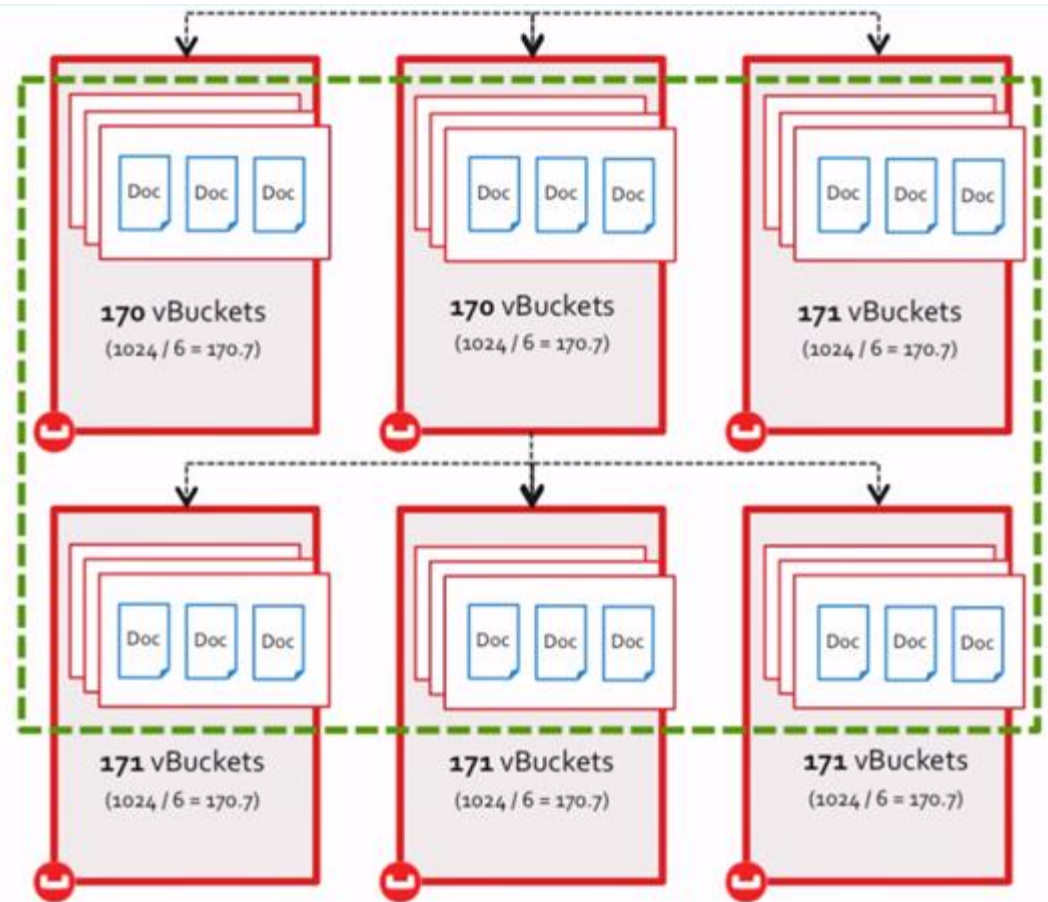 Doc Doc Doc
Doc Doc Doc
Doc Doc Doc
170 vBuckets
(1024 / 6 = 170.7)
170 vBuckets
(1024 / 6 = 170.7)
171 vBuckets
(1024 / 6 = 170.7)
Doc Doc Doc
Doc Doc Doc
Doc Doc Doc
171 vBuckets
(1024 / 6 = 170.7)
171 vBuckets
(1024 / 6 = 170.7)
171 vBuckets
(1024 / 6 = 170.7)